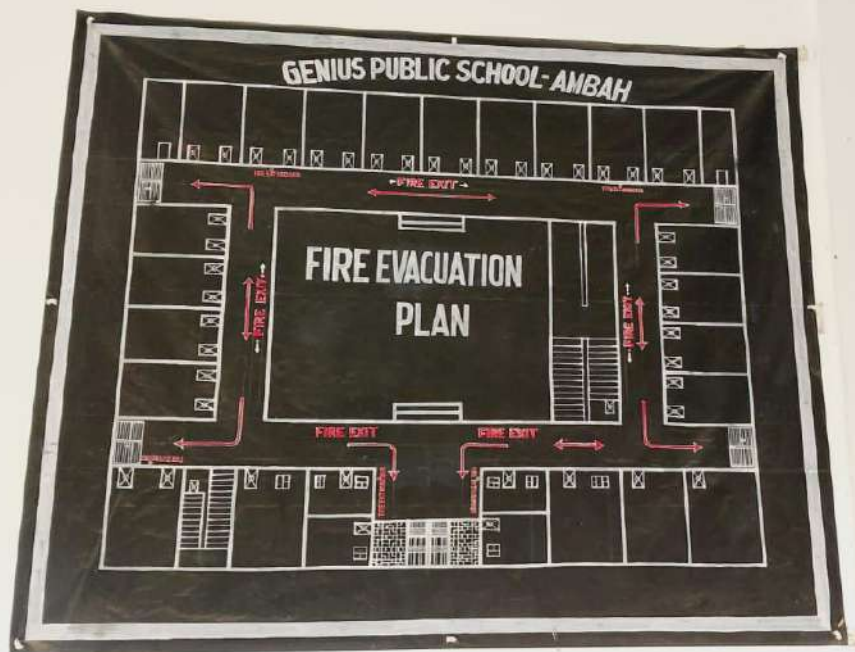 GENIUS PUBLIC SCHOOL-AMBAH
FIRE EXIT
FIRE EVACUATION
PLAN
FIRE EXIT
FIRE EXIT
FIRE EXIT
FIRE EXIT